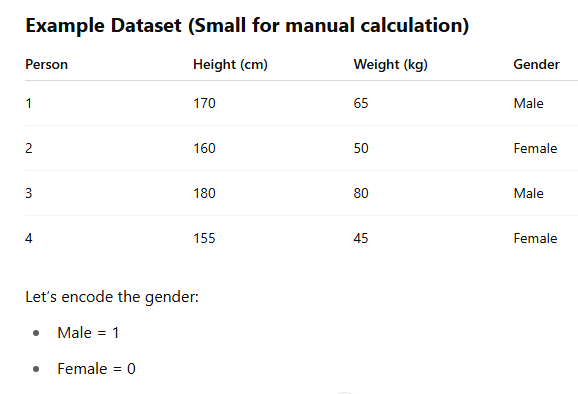 Example Dataset (Small for manual calculation)
Person Height (cm) Weight (kg) Gender
1 170 65 Male
2 160 50 Female
3 180 80 Male
4 155 45 Female
Let’s encode the gender:
• Male = 1
• Female = 0